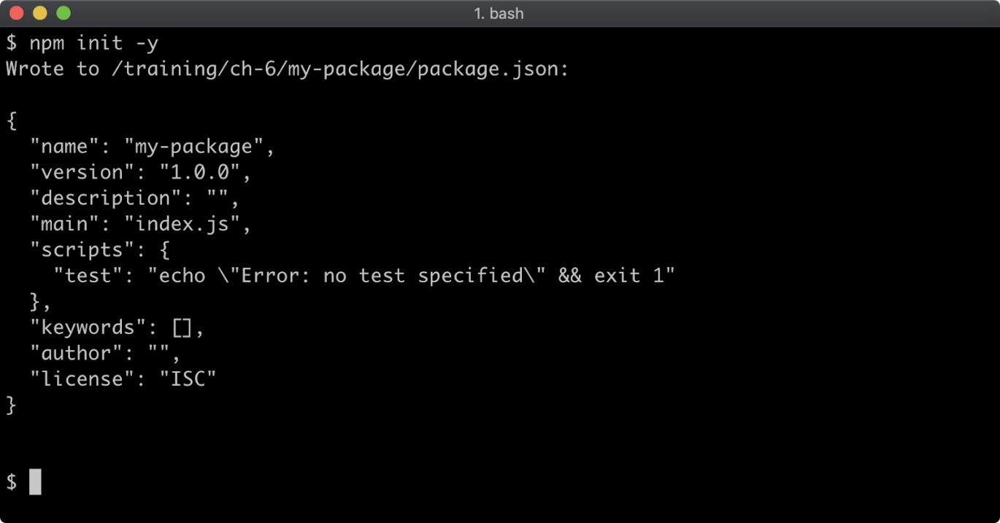 1. bash
$ npm init -y
Wrote to /training/ch-6/my-package/package.json:
{
  "name": "my-package",
  "version": "1.0.0",
  "description": "",
  "main": "index.js",
  "scripts": {
    "test": "echo \"Error: no test specified\" && exit 1"
  },
  "keywords": [],
  "author": "",
  "license": "ISC"
}
$